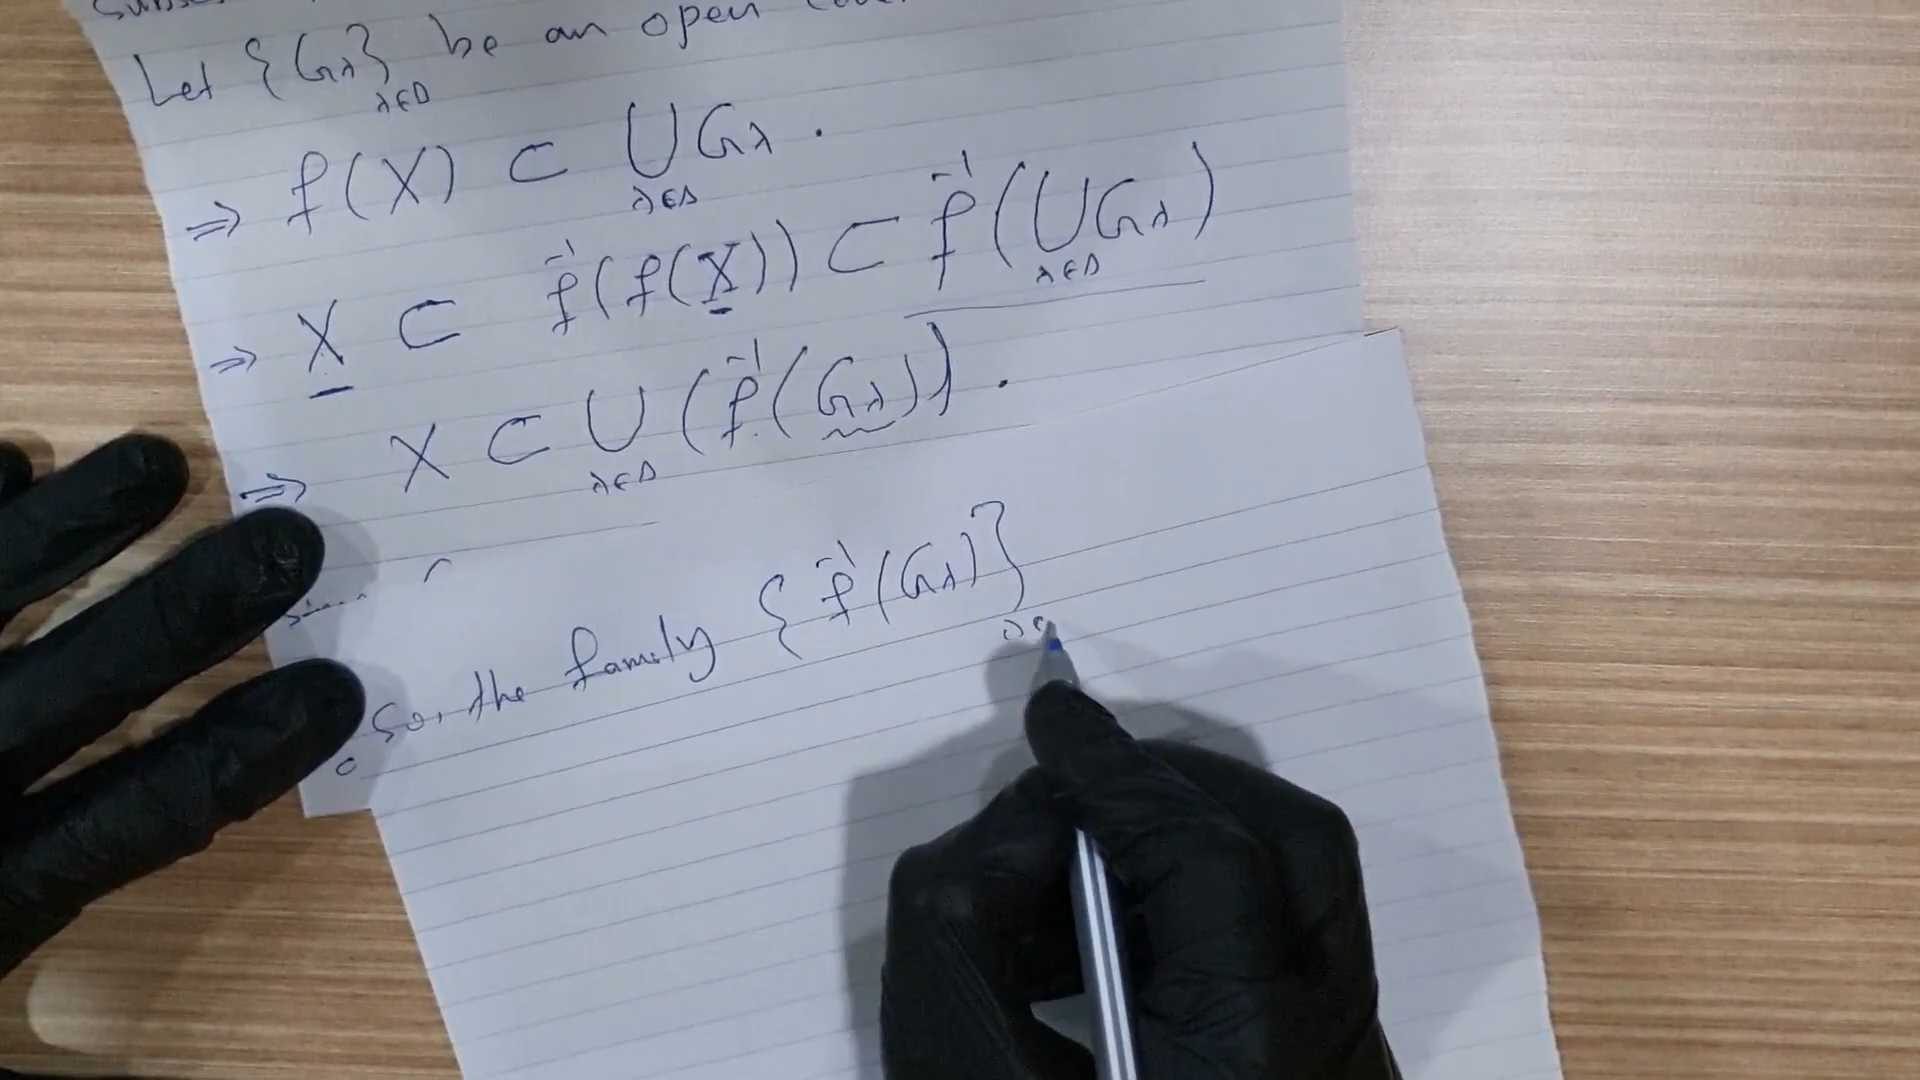 Let {Gλ}λ∈Δ be an open
⇒ f(X) ⊂ ⋃λ∈Δ Gλ .
⇒ X ⊂ f⁻¹(f(X)) ⊂ f⁻¹(⋃λ∈Δ Gλ)
⇒ X ⊂ ⋃λ∈Δ (f⁻¹(Gλ)) .
So, the family {f⁻¹(Gλ)}λ∈